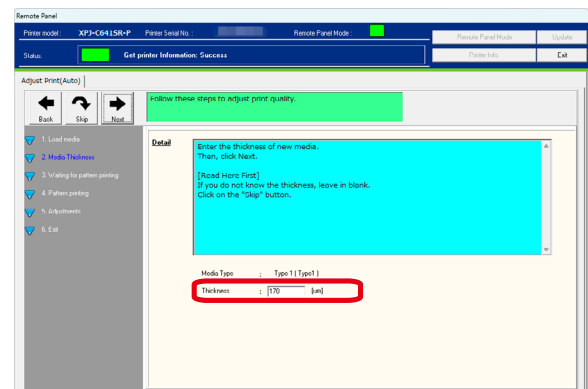 Remote Panel
Printer model : XPJ-C641SR-P Printer Serial No. : Remote Panel Mode : Remote Panel Mode Update
Status: Get printer Information: Success Printer Info. Exit
Adjust Print(Auto)
Back Skip Next
Follow these steps to adjust print quality.
1. Load media
2. Media Thickness
3. Waiting for pattern printing
4. Pattern printing
5. Adjustments
6. Exit
Detail
Enter the thickness of new media.
Then, click Next.
[Read Here First]
If you do not know the thickness, leave in blank.
Click on the "Skip" button.
Media Type : Type 1 ( Type1 )
Thickness : 170 [um]